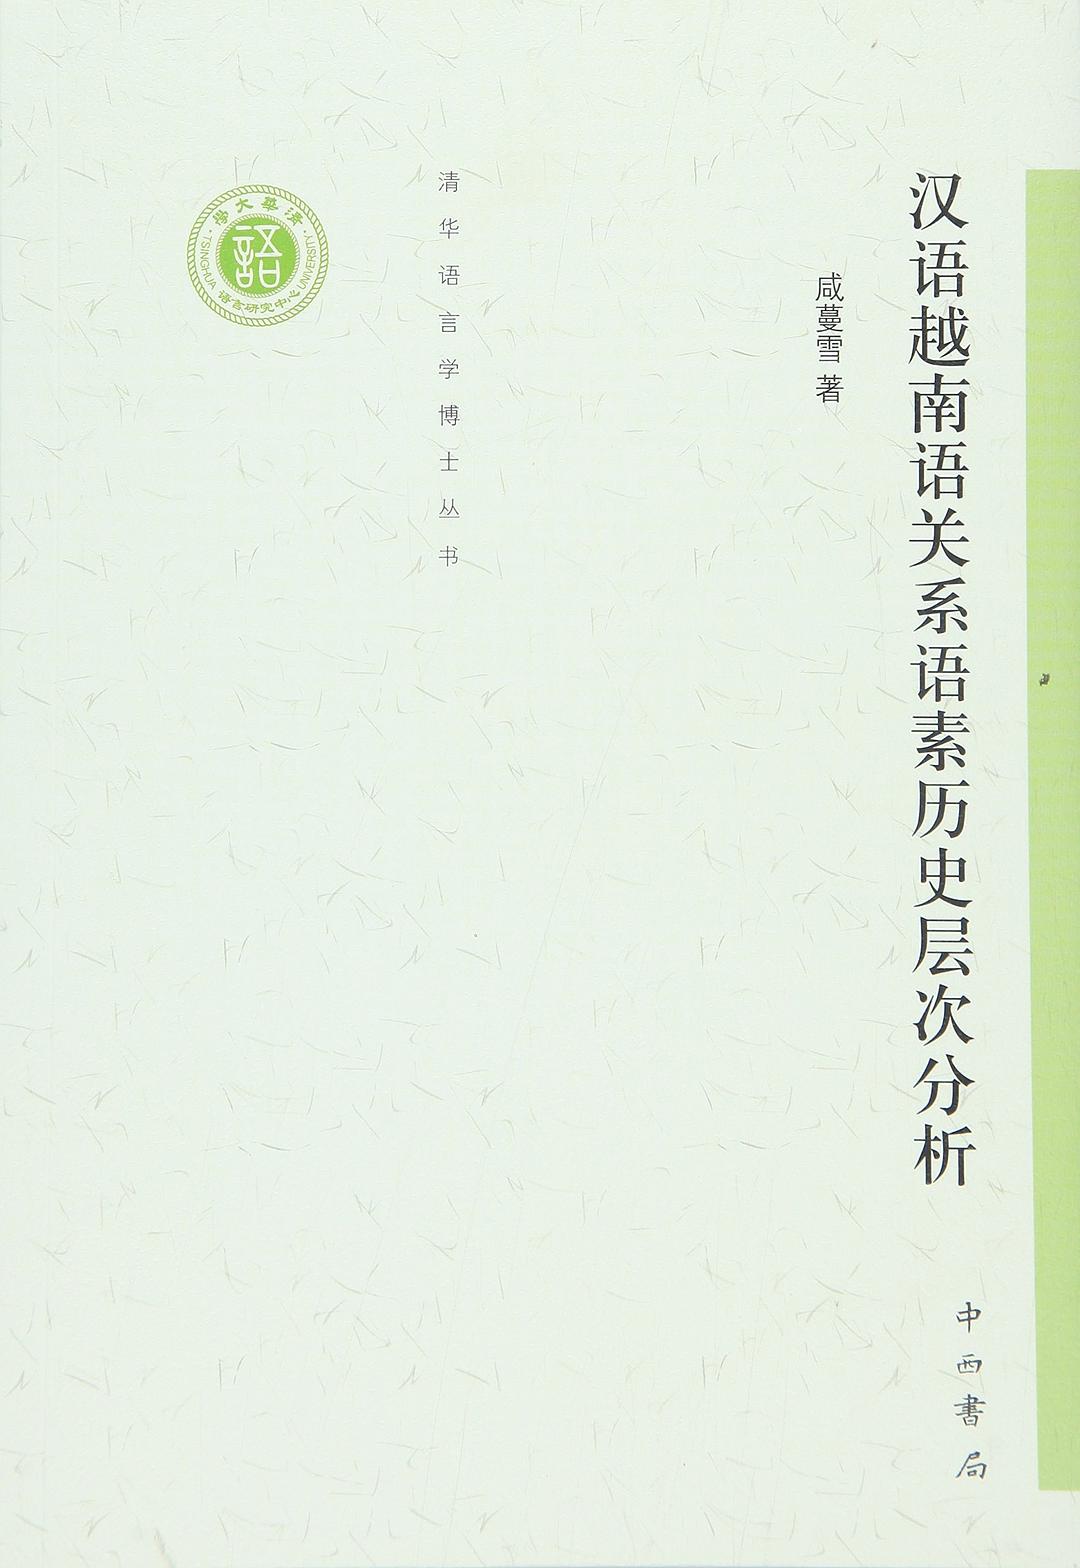 汉语越南语关系语素历史层次分析
咸蔓雪 著
中西書局
清华语言学博士丛书
清華大學
語
TSINGHUA 语言研究中心 UNIVERSITY